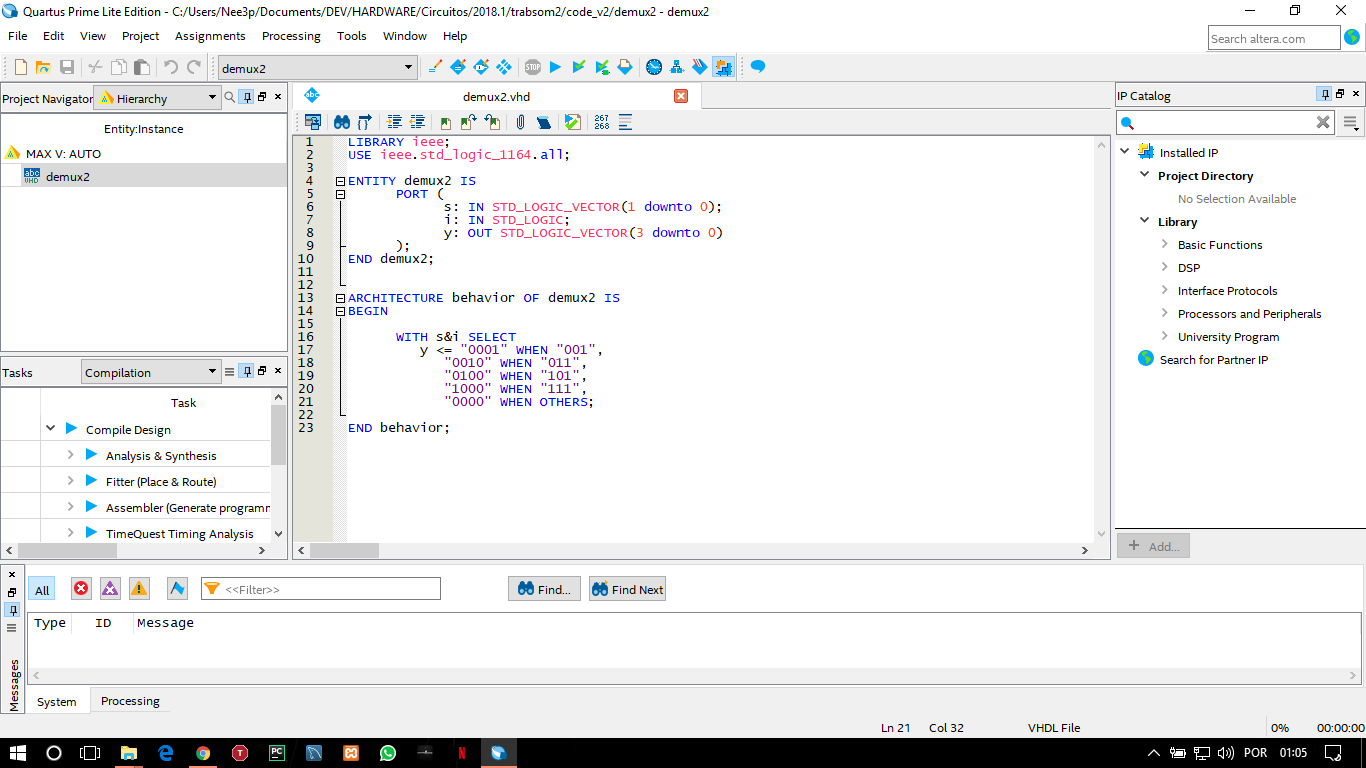 Quartus Prime Lite Edition - C:/Users/Nee3p/Documents/DEV/HARDWARE/Circuitos/2018.1/trabsom2/code_v2/demux2 - demux2
File Edit View Project Assignments Processing Tools Window Help
Search altera.com
demux2
STOP
Project Navigator Hierarchy
Entity:Instance
MAX V: AUTO
abc VHD demux2
Tasks Compilation
Task
Compile Design
Analysis & Synthesis
Fitter (Place & Route)
Assembler (Generate programm
TimeQuest Timing Analysis
abc demux2.vhd
267
268
1 LIBRARY ieee;
2 USE ieee.std_logic_1164.all;
3
4 ENTITY demux2 IS
5 PORT (
6 s: IN STD_LOGIC_VECTOR(1 downto 0);
7 i: IN STD_LOGIC;
8 y: OUT STD_LOGIC_VECTOR(3 downto 0)
9 );
10 END demux2;
11
12
13 ARCHITECTURE behavior OF demux2 IS
14 BEGIN
15
16 WITH s&i SELECT
17 y <= "0001" WHEN "001",
18 "0010" WHEN "011",
19 "0100" WHEN "101",
20 "1000" WHEN "111",
21 "0000" WHEN OTHERS;
22
23 END behavior;
IP Catalog
Installed IP
Project Directory
No Selection Available
Library
Basic Functions
DSP
Interface Protocols
Processors and Peripherals
University Program
Search for Partner IP
+ Add...
All <<Filter>> Find... Find Next
Type ID Message
Messages
System Processing
Ln 21 Col 32 VHDL File 0% 00:00:00
POR 01:05